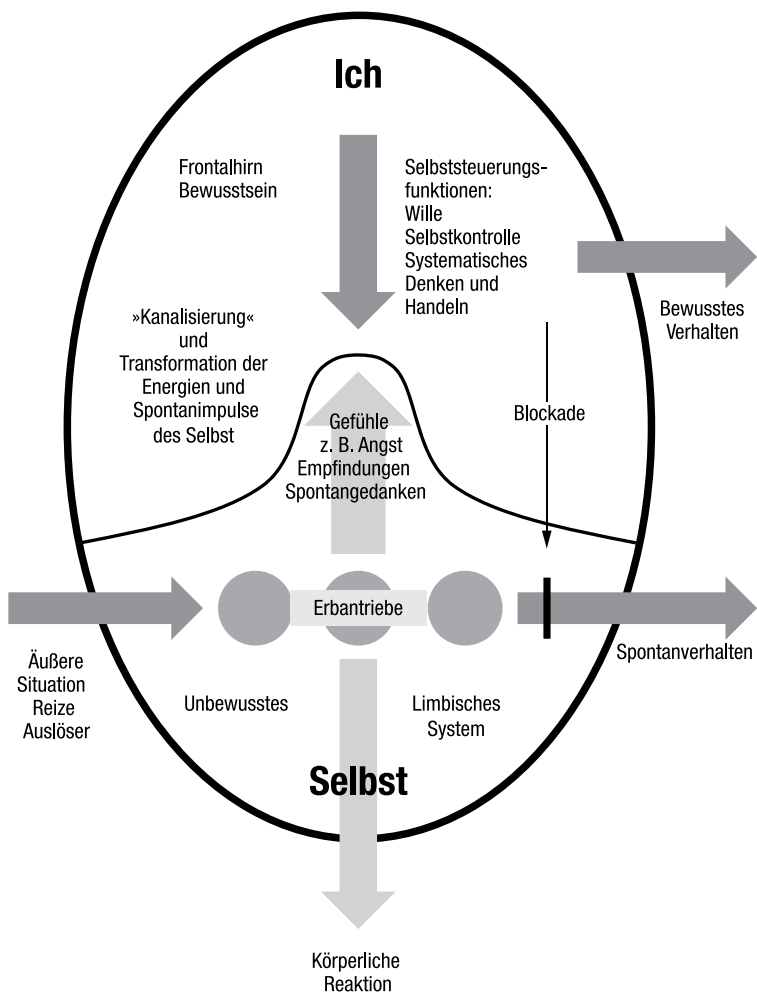 Ich
Frontalhirn
Bewusstsein
Selbststeuerungs-
funktionen:
Wille
Selbstkontrolle
Systematisches
Denken und
Handeln
Bewusstes
Verhalten
»Kanalisierung«
und
Transformation der
Energien und
Spontanimpulse
des Selbst
Gefühle
z. B. Angst
Empfindungen
Spontangedanken
Blockade
Erbantriebe
Äußere
Situation
Reize
Auslöser
Spontanverhalten
Unbewusstes
Limbisches
System
Selbst
Körperliche
Reaktion